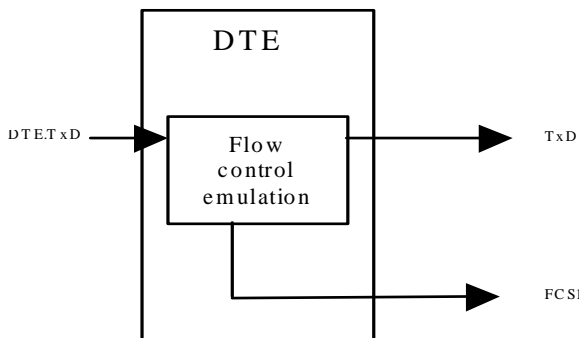 DTE
DTE.TxD
Flow
control
emulation
TxD